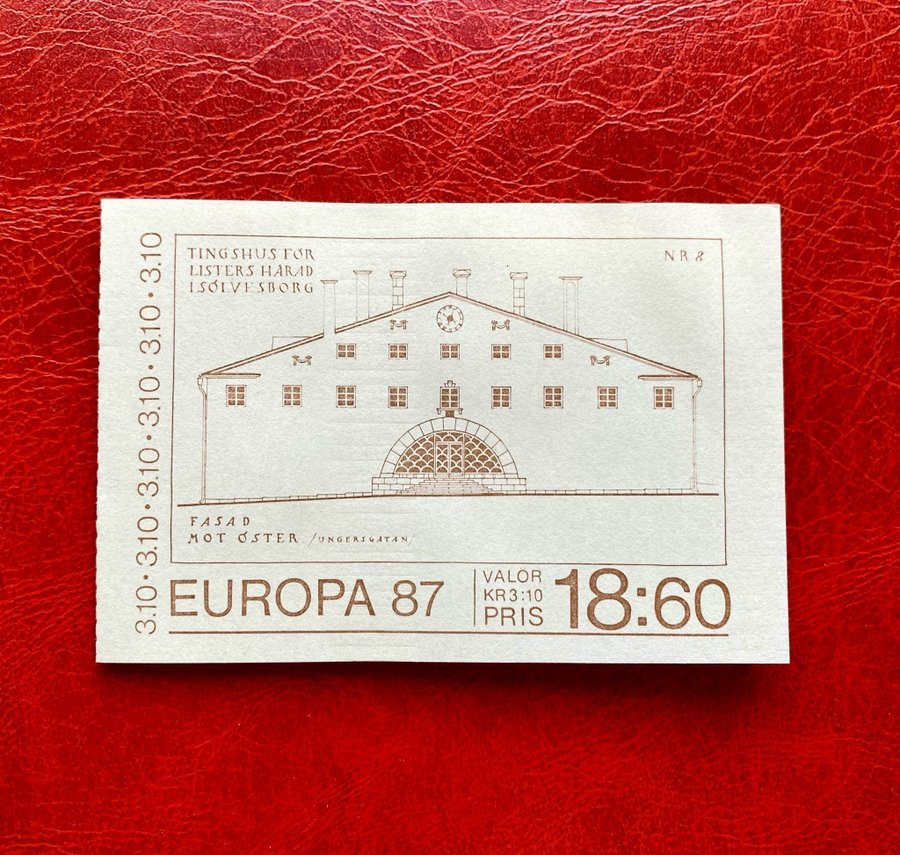 TINGSHUS FÖR
LISTERS HÄRAD
I SÖLVESBORG
NR 8
FASAD
MOT ÖSTER /UNGERSGATAN/
3.10 · 3.10 · 3.10 · 3.10 · 3.10 · 3.10
EUROPA 87
VALÖR
KR 3:10
PRIS
18:60